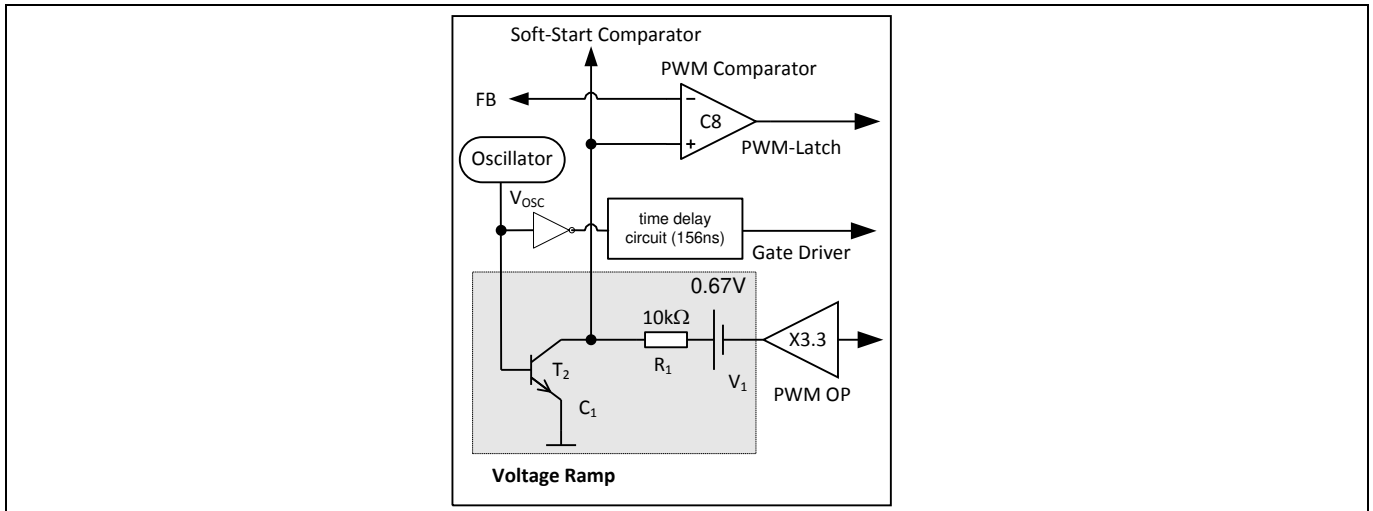 Soft-Start Comparator
PWM Comparator
FB
−
C8
+
PWM-Latch
Oscillator
VOSC
time delay
circuit (156ns)
Gate Driver
0.67V
10kΩ
X3.3
T2
R1
V1
PWM OP
C1
Voltage Ramp